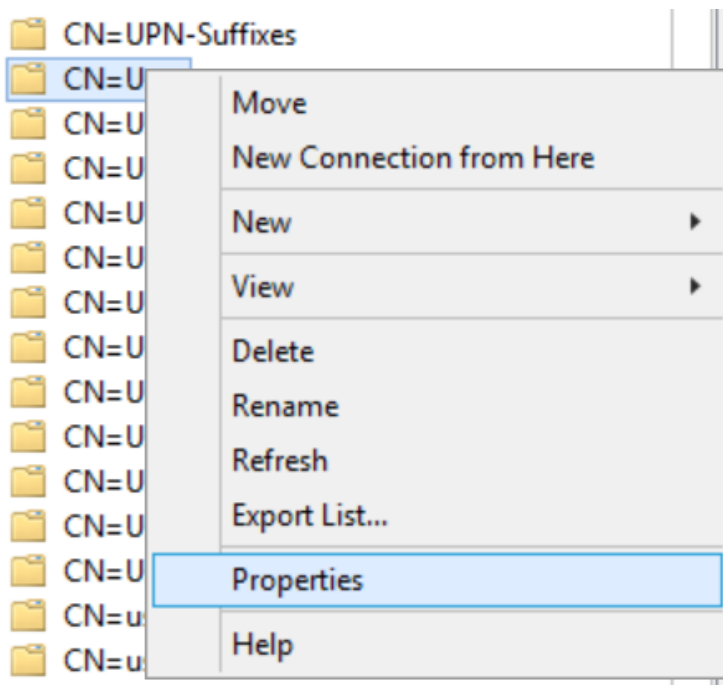 CN=UPN-Suffixes
CN=U
Move
CN=U
CN=U
New Connection from Here
CN=U
New
CN=U
View
CN=U
CN=U
Delete
CN=U
Rename
CN=U
Refresh
CN=U
Export List...
CN=U
CN=U
Properties
CN=u
Help
CN=u